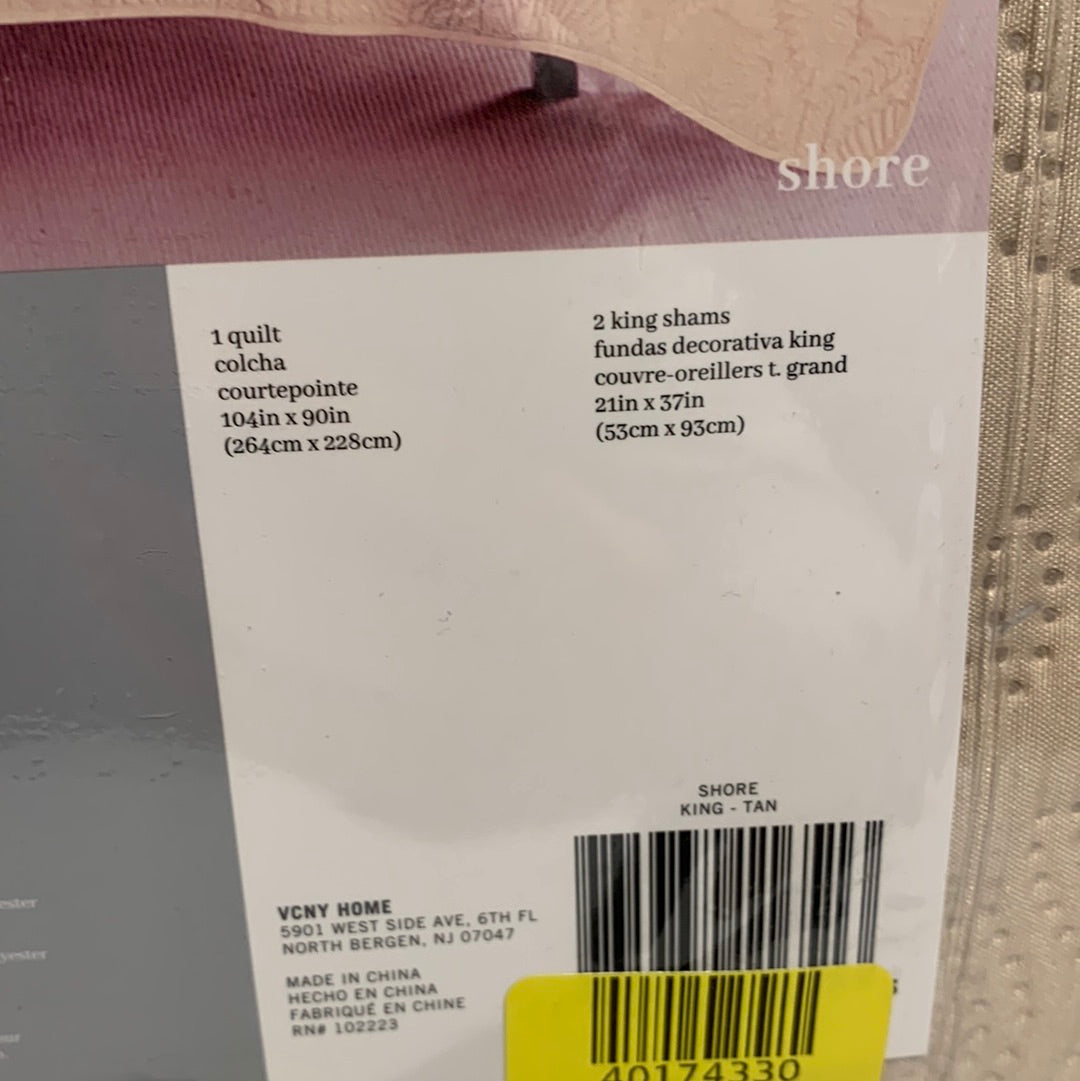 shore
1 quilt
colcha
courtepointe
104in x 90in
(264cm x 228cm)
2 king shams
fundas decorativa king
couvre-oreillers t. grand
21in x 37in
(53cm x 93cm)
SHORE
KING - TAN
VCNY HOME
5901 WEST SIDE AVE, 6TH FL
NORTH BERGEN, NJ 07047
MADE IN CHINA
HECHO EN CHINA
FABRIQUÉ EN CHINE
RN# 102223
40174330